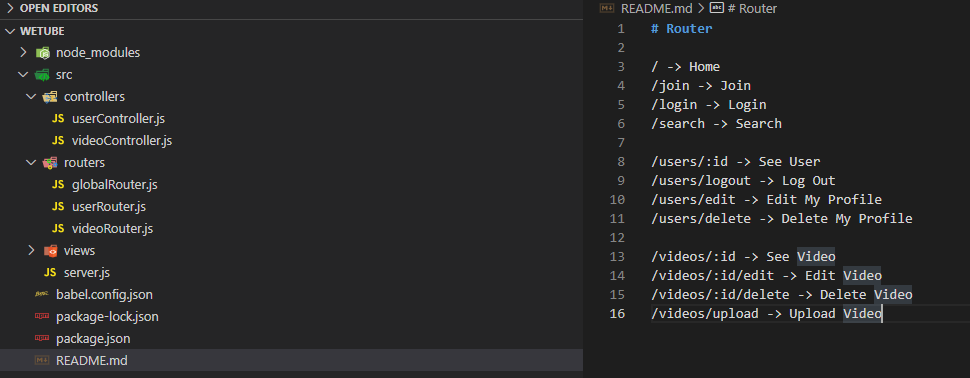 OPEN EDITORS
WETUBE
node_modules
src
controllers
JS userController.js
JS videoController.js
routers
JS globalRouter.js
JS userRouter.js
JS videoRouter.js
views
JS server.js
babel.config.json
package-lock.json
package.json
README.md
README.md > abc # Router
1 # Router
2
3 / -> Home
4 /join -> Join
5 /login -> Login
6 /search -> Search
7
8 /users/:id -> See User
9 /users/logout -> Log Out
10 /users/edit -> Edit My Profile
11 /users/delete -> Delete My Profile
12
13 /videos/:id -> See Video
14 /videos/:id/edit -> Edit Video
15 /videos/:id/delete -> Delete Video
16 /videos/upload -> Upload Video